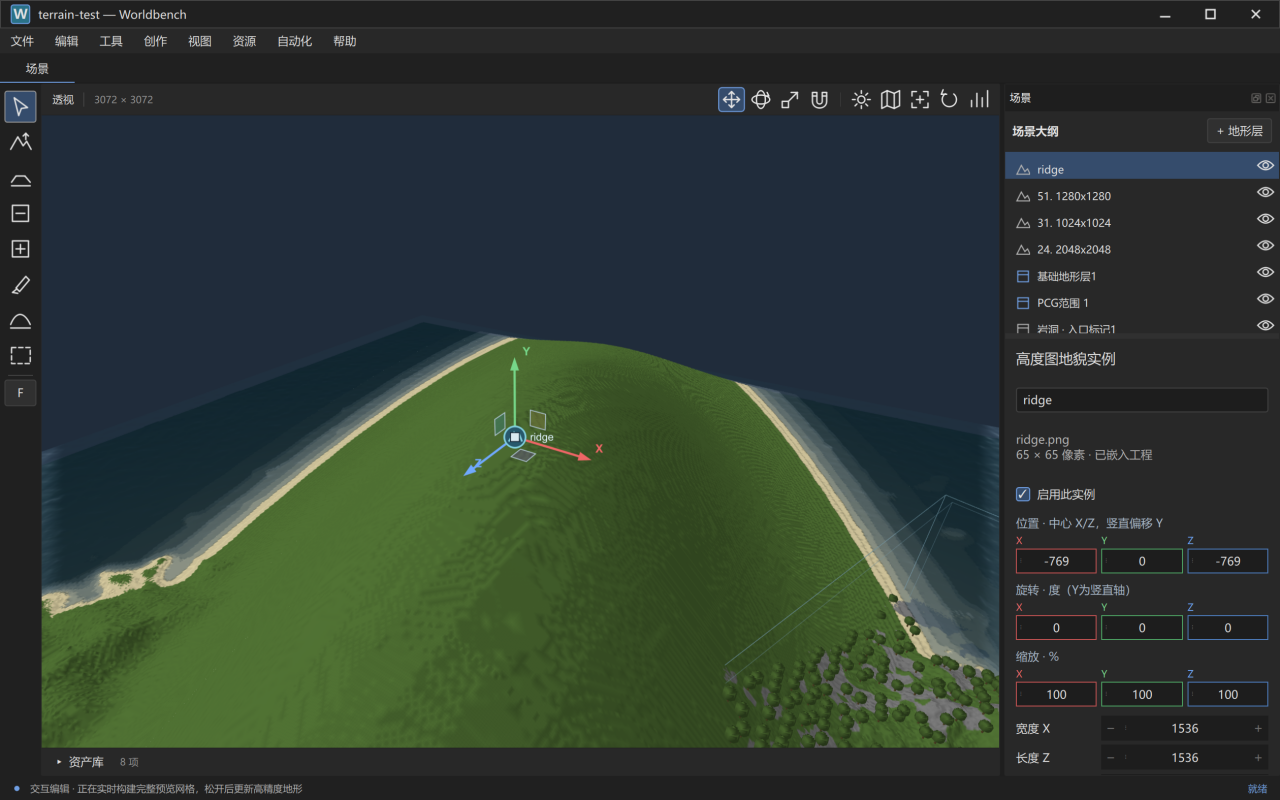 W terrain-test — Worldbench
文件 编辑 工具 创作 视图 资源 自动化 帮助
场景
透视 3072 × 3072
场景
场景大纲 + 地形层
ridge
51. 1280x1280
31. 1024x1024
24. 2048x2048
基础地形层1
PCG范围 1
岩洞 · 入口标记1
F
Y
ridge
X
Z
高度图地貌实例
ridge
ridge.png
65 × 65 像素 · 已嵌入工程
启用此实例
位置 · 中心 X/Z，竖直偏移 Y
X Y Z
-769 0 -769
旋转 · 度（Y为竖直轴）
X Y Z
0 0 0
缩放 · %
X Y Z
100 100 100
宽度 X − 1536 +
长度 Z − 1536 +
资产库 8 项
交互编辑 · 正在实时构建完整预览网格，松开后更新高精度地形 就绪